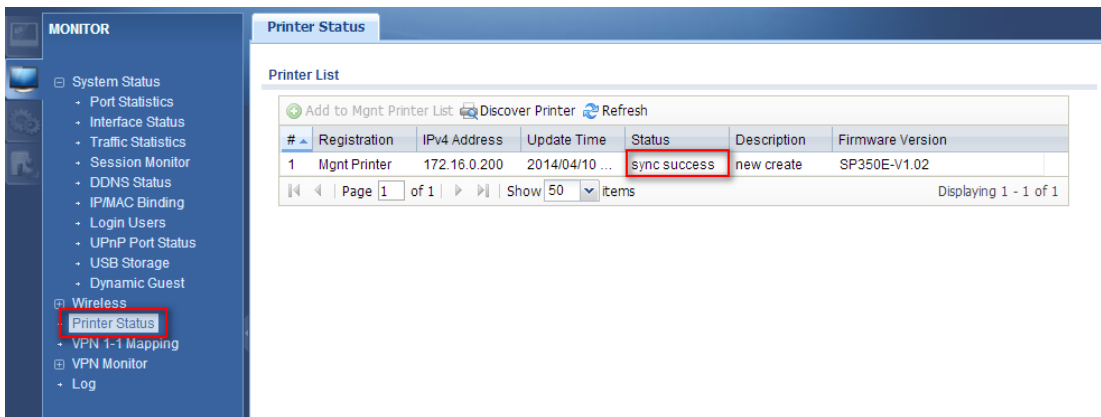 MONITOR
System Status
Port Statistics
Interface Status
Traffic Statistics
Session Monitor
DDNS Status
IP/MAC Binding
Login Users
UPnP Port Status
USB Storage
Dynamic Guest
Wireless
Printer Status
VPN 1-1 Mapping
VPN Monitor
Log
Printer Status
Printer List
Add to Mgnt Printer List Discover Printer Refresh
# Registration IPv4 Address Update Time Status Description Firmware Version
1 Mgnt Printer 172.16.0.200 2014/04/10 ... sync success new create SP350E-V1.02
Page 1 of 1 Show 50 items Displaying 1 - 1 of 1